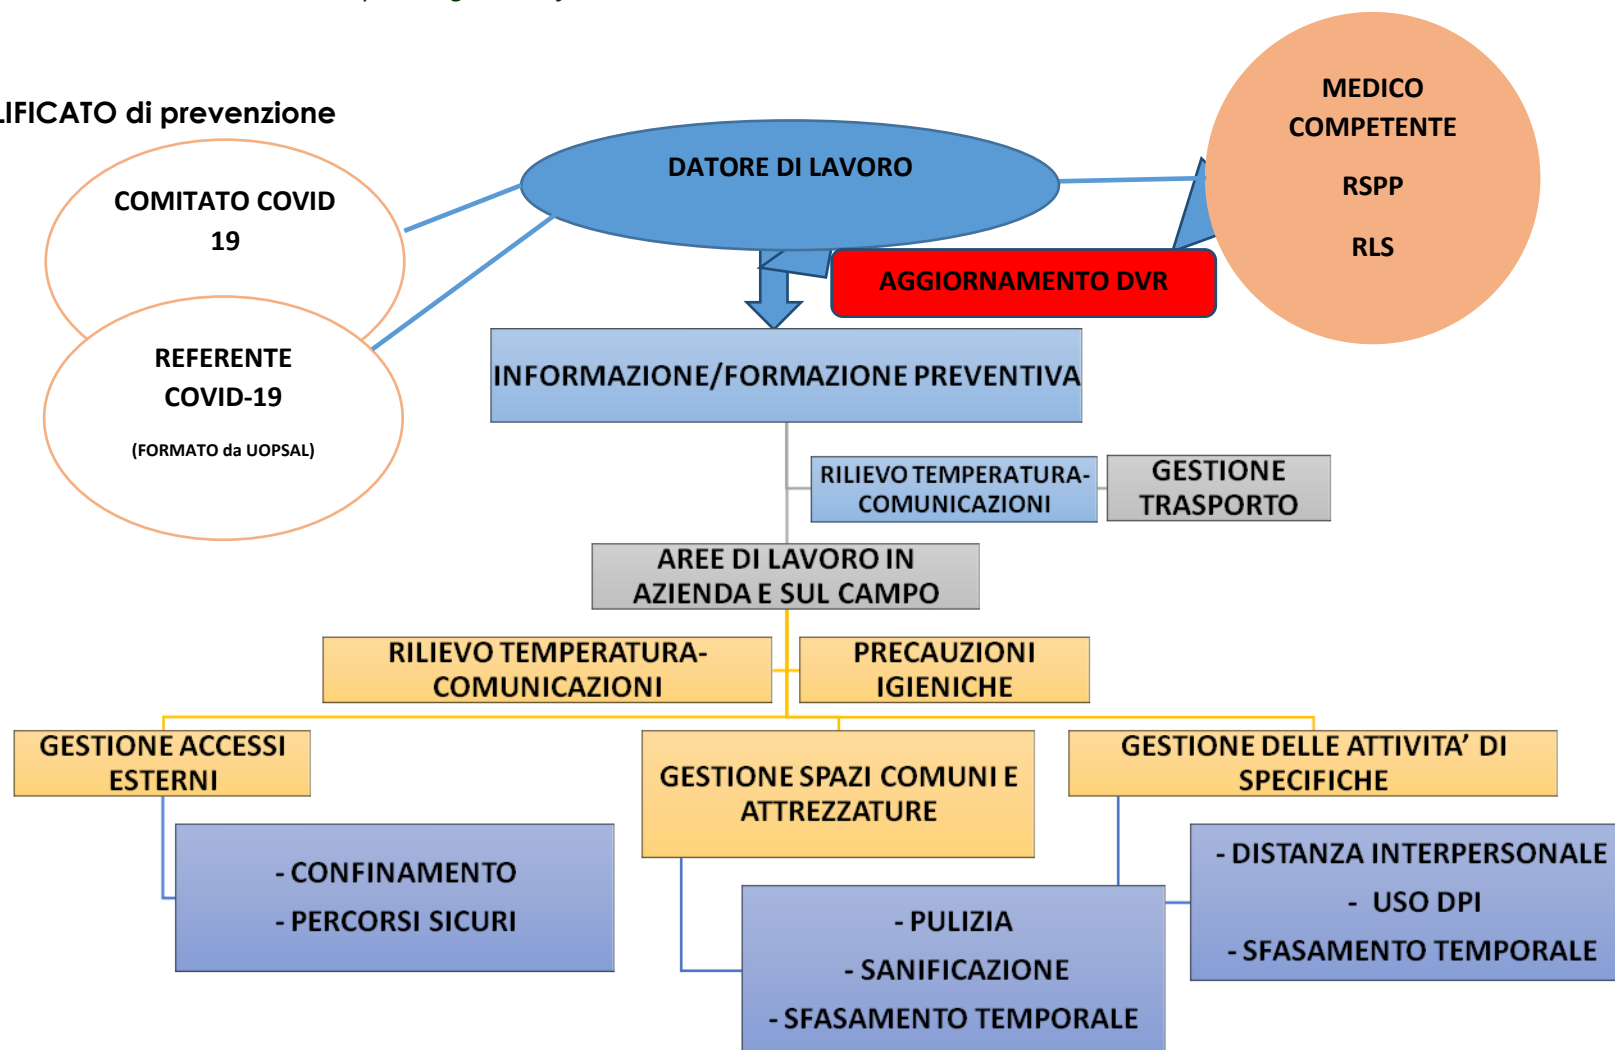 LIFICATO di prevenzione
MEDICO
COMPETENTE
RSPP
RLS
COMITATO COVID
19
DATORE DI LAVORO
AGGIORNAMENTO DVR
REFERENTE
COVID-19
(FORMATO da UOPSAL)
INFORMAZIONE/FORMAZIONE PREVENTIVA
RILIEVO TEMPERATURA-
COMUNICAZIONI
GESTIONE
TRASPORTO
AREE DI LAVORO IN
AZIENDA E SUL CAMPO
RILIEVO TEMPERATURA-
COMUNICAZIONI
PRECAUZIONI
IGIENICHE
GESTIONE ACCESSI
ESTERNI
GESTIONE SPAZI COMUNI E
ATTREZZATURE
GESTIONE DELLE ATTIVITA’ DI
SPECIFICHE
- CONFINAMENTO
- PERCORSI SICURI
- PULIZIA
- SANIFICAZIONE
- SFASAMENTO TEMPORALE
- DISTANZA INTERPERSONALE
- USO DPI
- SFASAMENTO TEMPORALE